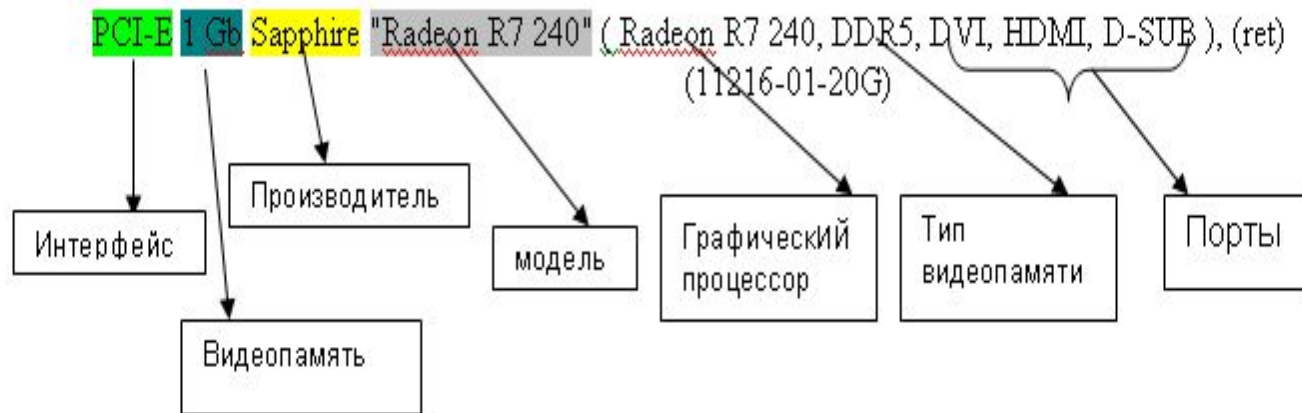 PCI-E 1 Gb Sapphire "Radeon R7 240" ( Radeon R7 240, DDR5, DVI, HDMI, D-SUB ), (ret)
(11216-01-20G)
Производитель
Интерфейс
модель
ГрафическИЙ
процессор
Тип
видеопамяти
Порты
Видеопамять